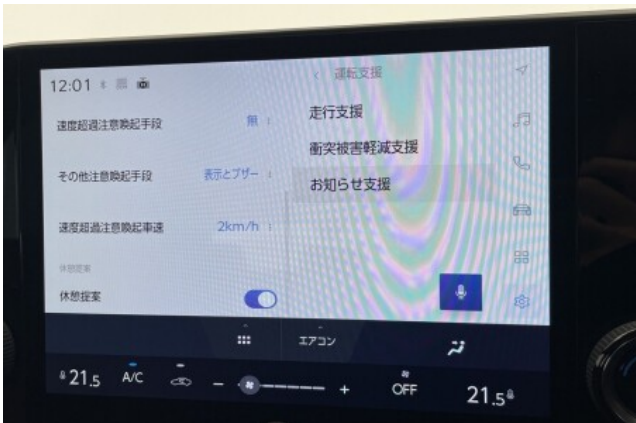 12:01
運転支援
速度超過注意喚起手段 無
その他注意喚起手段 表示とブザー
速度超過注意喚起車速 2km/h
休憩提案
休憩提案
走行支援
衝突被害軽減支援
お知らせ支援
エアコン
21.5 A/C - + OFF 21.5